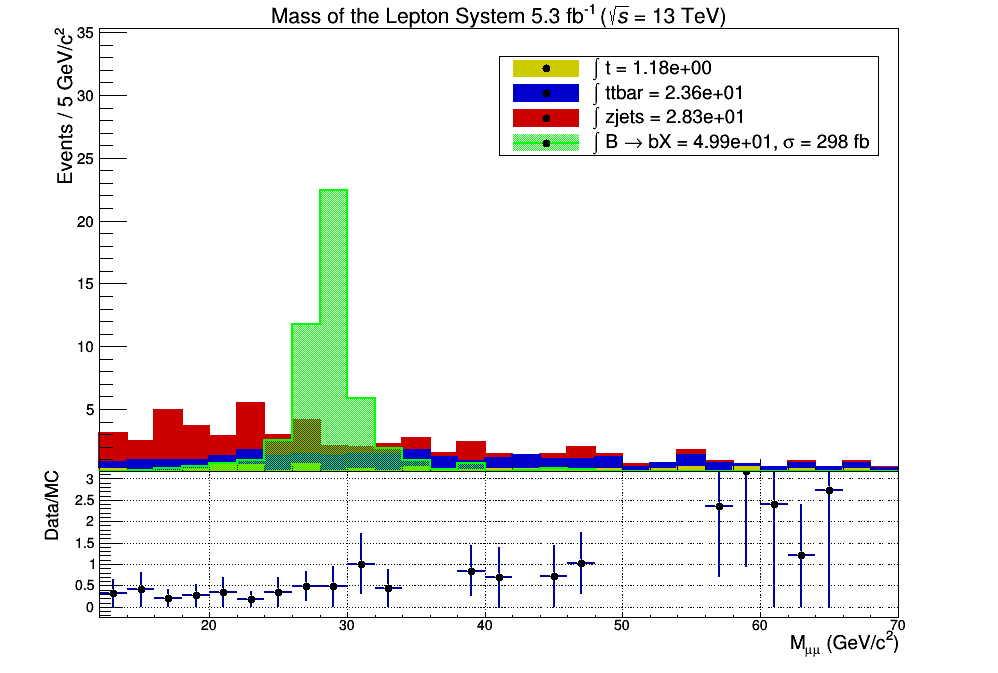 Mass of the Lepton System 5.3 fb⁻¹ (√s = 13 TeV)
Events / 5 GeV/c²
35
30
25
20
15
10
5
∫ t = 1.18e+00
∫ ttbar = 2.36e+01
∫ zjets = 2.83e+01
∫ B → bX = 4.99e+01, σ = 298 fb
Data/MC
3
2.5
2
1.5
1
0.5
0
20 30 40 50 60 70
M_μμ (GeV/c²)